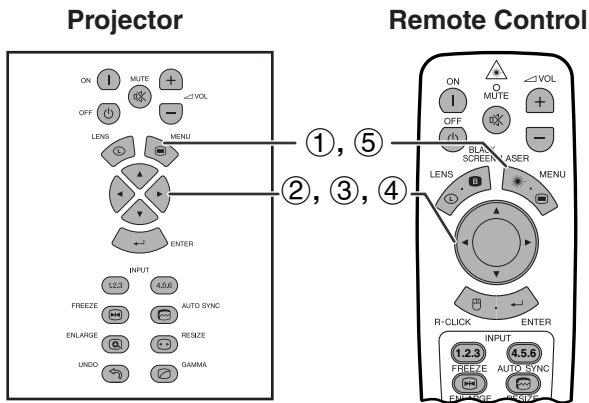 Projector
ON MUTE
VOL
OFF
LENS MENU
L
ENTER
INPUT
1.2.3 4.5.6
FREEZE AUTO SYNC
ENLARGE RESIZE
UNDO GAMMA
①, ⑤
②, ③, ④
Remote Control
ON MUTE VOL
OFF
BLACK
SCREEN LASER
LENS B MENU
L
R-CLICK ENTER
INPUT
1.2.3 4.5.6
FREEZE AUTO SYNC
ENLARGE RESIZE